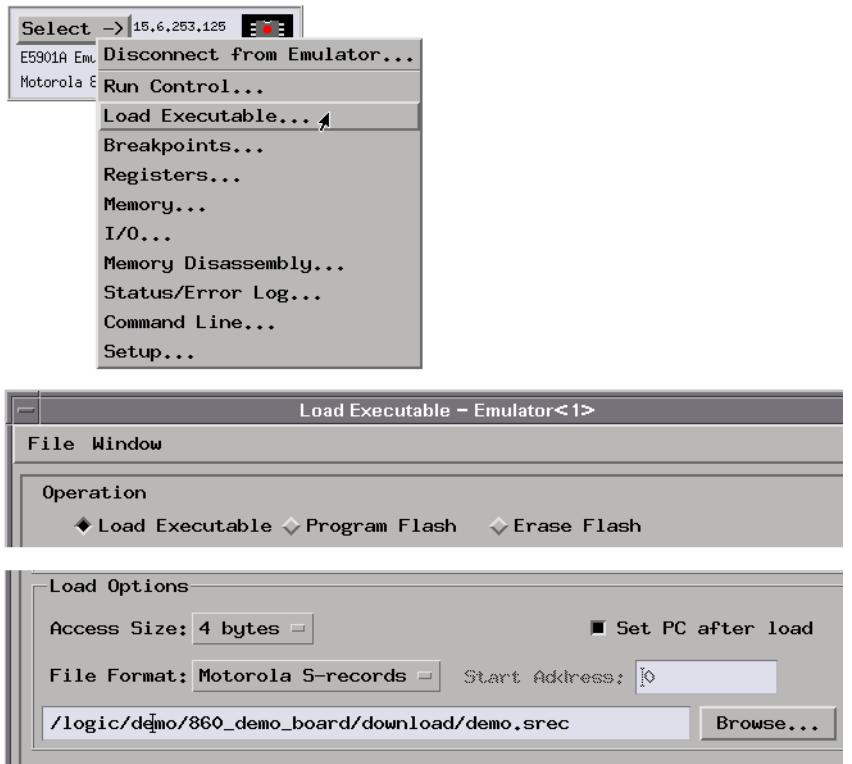 Select -> 15.6.253.125
E5901A Emu
Disconnect from Emulator...
Motorola 8
Run Control...
Load Executable...
Breakpoints...
Registers...
Memory...
I/O...
Memory Disassembly...
Status/Error Log...
Command Line...
Setup...
Load Executable - Emulator<1>
File Window
Operation
Load Executable Program Flash Erase Flash
Load Options
Access Size: 4 bytes Set PC after load
File Format: Motorola S-records Start Address: 0
/logic/demo/860_demo_board/download/demo.srec Browse...